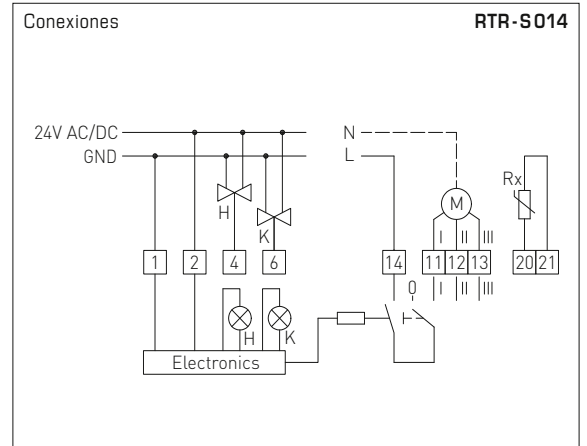 Conexiones RTR-S014
24V AC/DC N
GND L
Rx
H M
K I II III
1 2 4 6 14 11 12 13 20 21
0 I II III
H K
Electronics